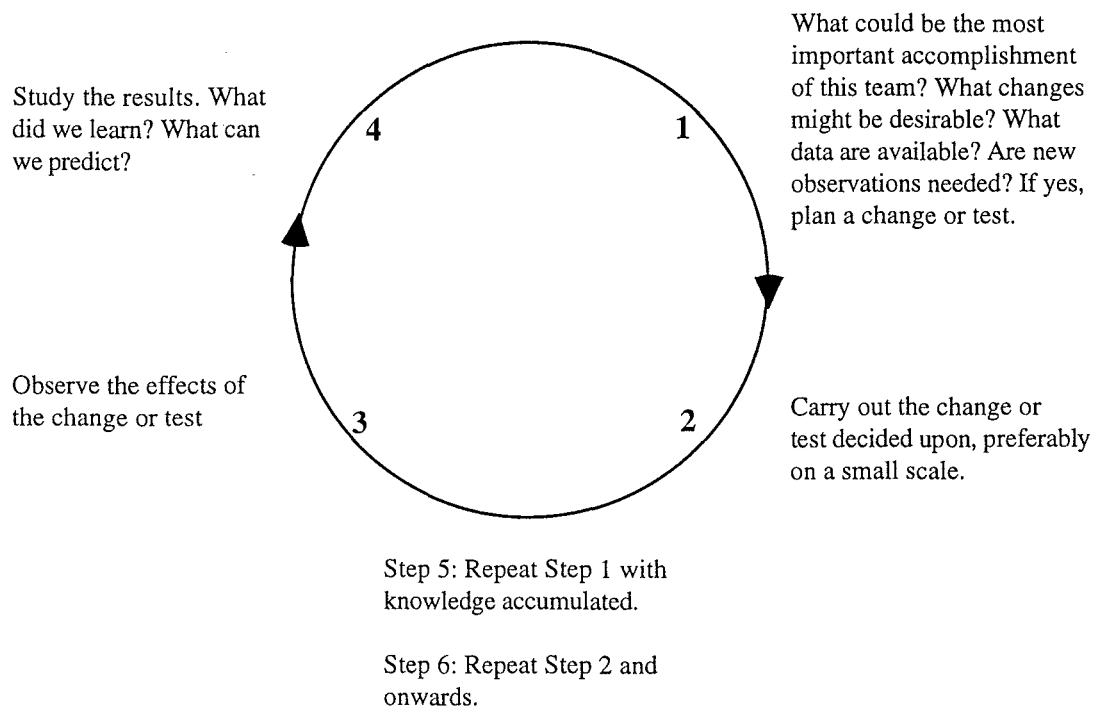 What could be the most
important accomplishment
of this team? What changes
might be desirable? What
data are available? Are new
observations needed? If yes,
plan a change or test.
Study the results. What
did we learn? What can
we predict?
4
1
3
2
Observe the effects of
the change or test
Carry out the change or
test decided upon, preferably
on a small scale.
Step 5: Repeat Step 1 with
knowledge accumulated.
Step 6: Repeat Step 2 and
onwards.